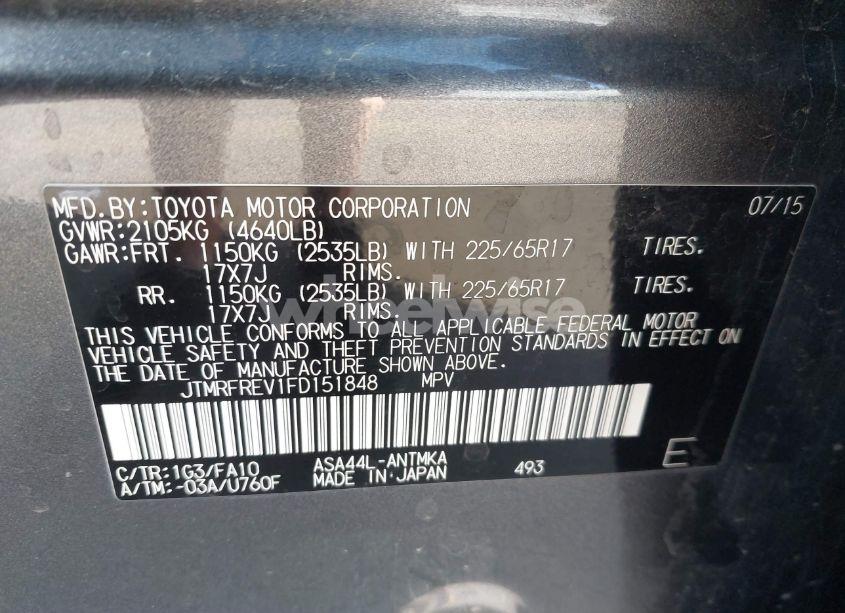 MFD.BY:TOYOTA MOTOR CORPORATION 07/15
GVWR:2105KG (4640LB)
GAWR:FRT. 1150KG (2535LB) WITH 225/65R17 TIRES.
17X7J RIMS.
RR. 1150KG (2535LB) WITH 225/65R17 TIRES.
17X7J RIMS.
wheelwise
THIS VEHICLE CONFORMS TO ALL APPLICABLE FEDERAL MOTOR
VEHICLE SAFETY AND THEFT PREVENTION STANDARDS IN EFFECT ON
THE DATE OF MANUFACTURE SHOWN ABOVE.
JTMRFREV1FD151848 MPV
C/TR:1G3/FA10 ASA44L-ANTMKA 493 E
A/TM:-03A/U760F MADE IN JAPAN